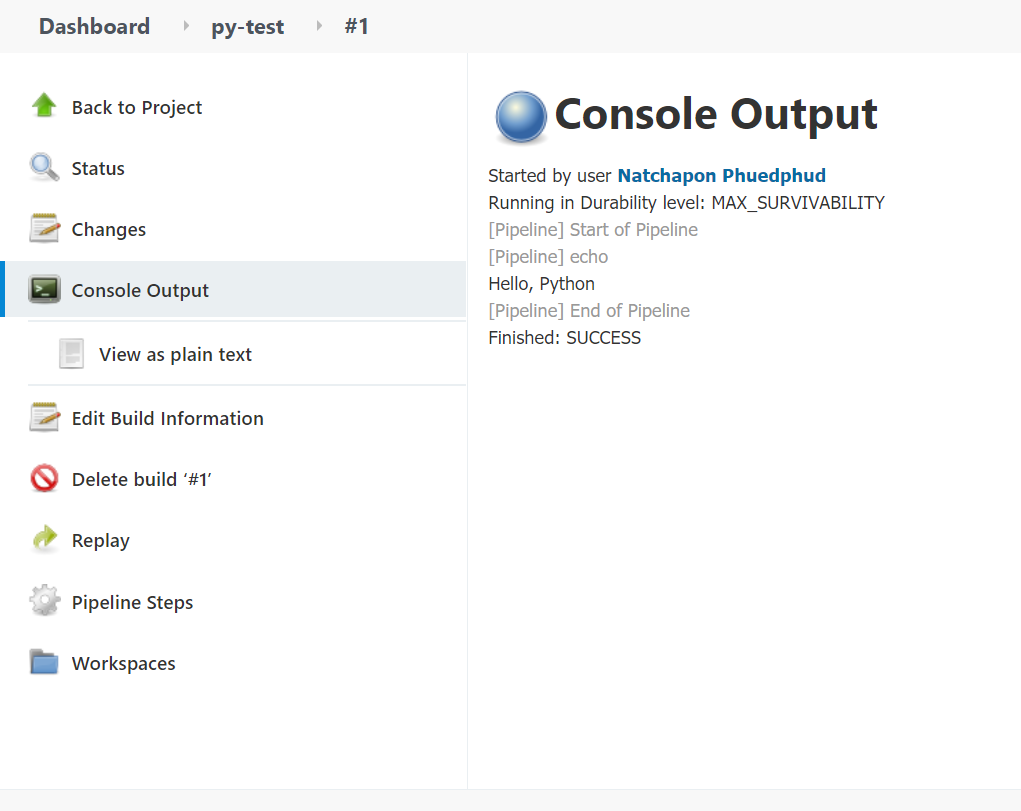 Dashboard py-test #1
Back to Project
Status
Changes
Console Output
View as plain text
Edit Build Information
Delete build ‘#1’
Replay
Pipeline Steps
Workspaces
Console Output
Started by user Natchapon Phuedphud
Running in Durability level: MAX_SURVIVABILITY
[Pipeline] Start of Pipeline
[Pipeline] echo
Hello, Python
[Pipeline] End of Pipeline
Finished: SUCCESS